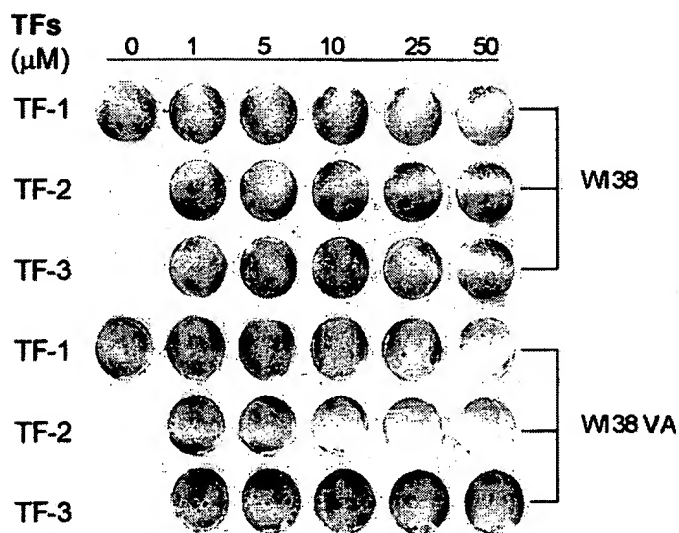 TFs
(μM) 0 1 5 10 25 50
TF-1
TF-2 WI38
TF-3
TF-1
TF-2 WI38 VA
TF-3